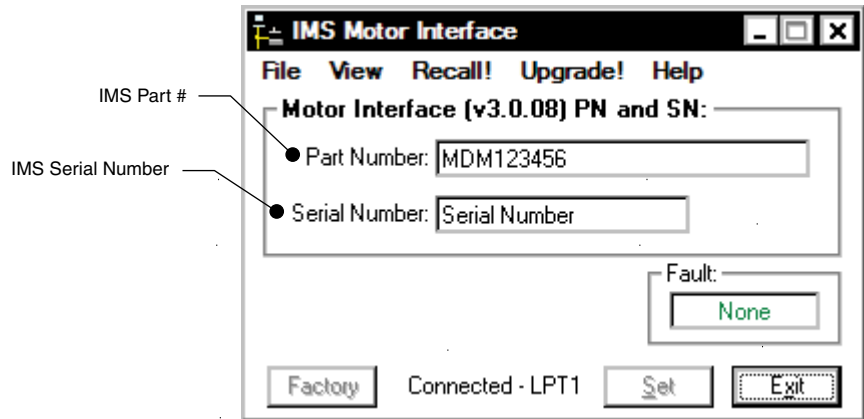 IMS Motor Interface
File View Recall! Upgrade! Help
IMS Part #
Motor Interface (v3.0.08) PN and SN:
Part Number: MDM123456
IMS Serial Number
Serial Number: Serial Number
Fault:
None
Factory Connected - LPT1 Set Exit